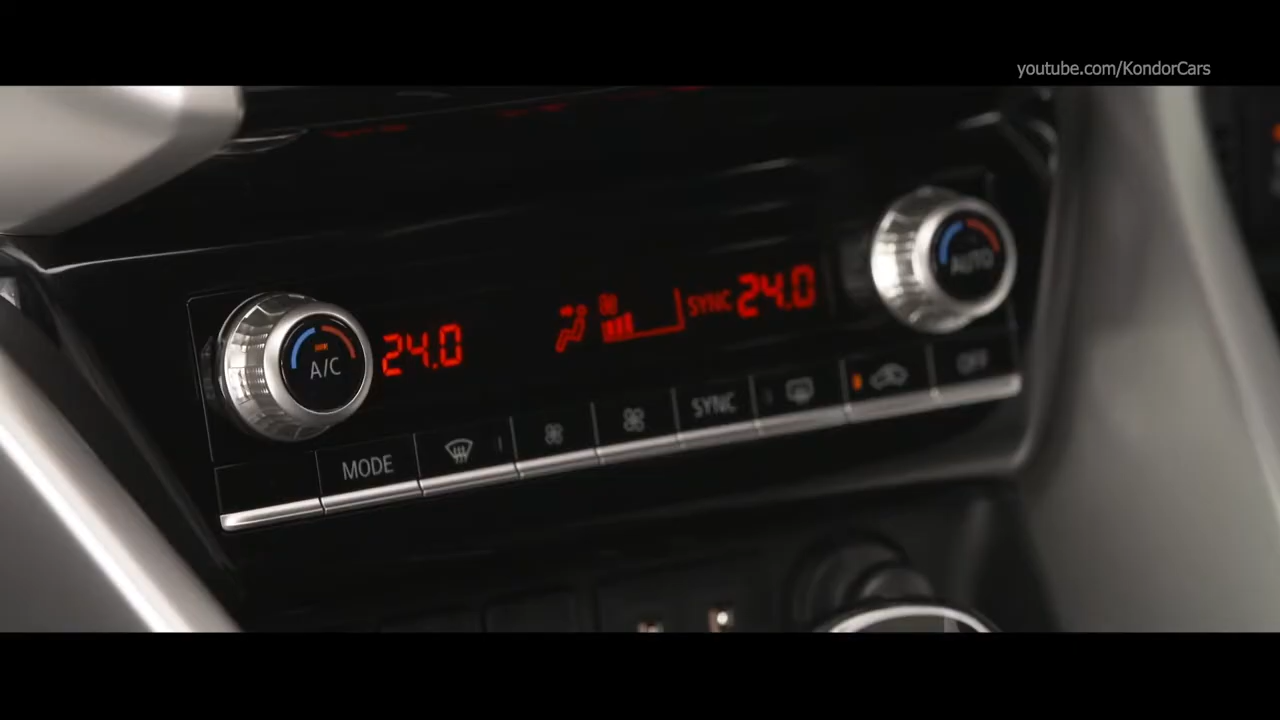 youtube.com/KondorCars
AUTO
SYNC 24.0
24.0
A/C
OFF
SYNC
MODE